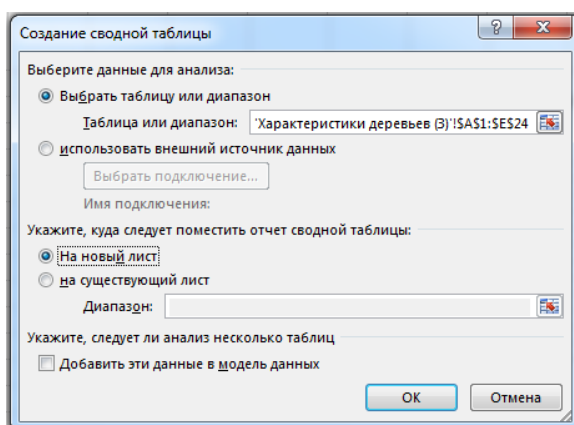 Создание сводной таблицы
Выберите данные для анализа:
Выбрать таблицу или диапазон
Таблица или диапазон: 'Характеристики деревьев (3)'!$A$1:$E$24
использовать внешний источник данных
Выбрать подключение...
Имя подключения:
Укажите, куда следует поместить отчет сводной таблицы:
На новый лист
на существующий лист
Диапазон:
Укажите, следует ли анализ несколько таблиц
Добавить эти данные в модель данных
ОК Отмена